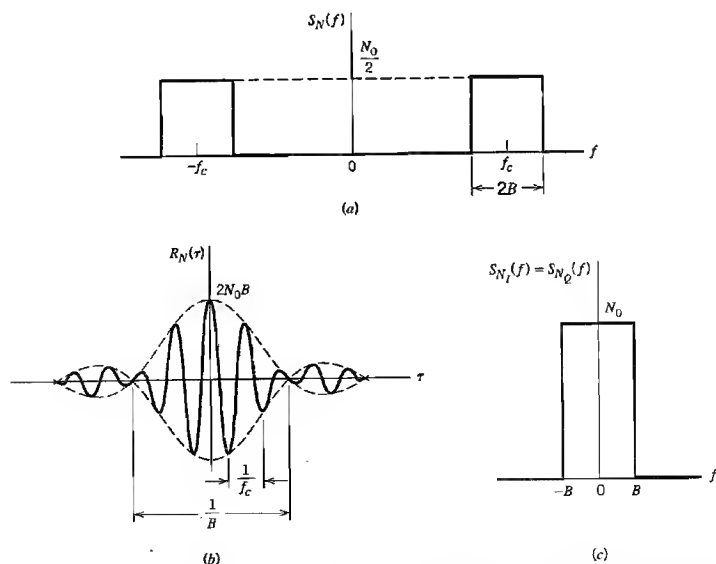 S_N(f)
N_0/2
-f_c
0
f_c
f
2B
(a)
R_N(τ)
2N_0B
τ
1/f_c
1/B
(b)
S_{N_I}(f) = S_{N_Q}(f)
N_0
-B
0
B
f
(c)